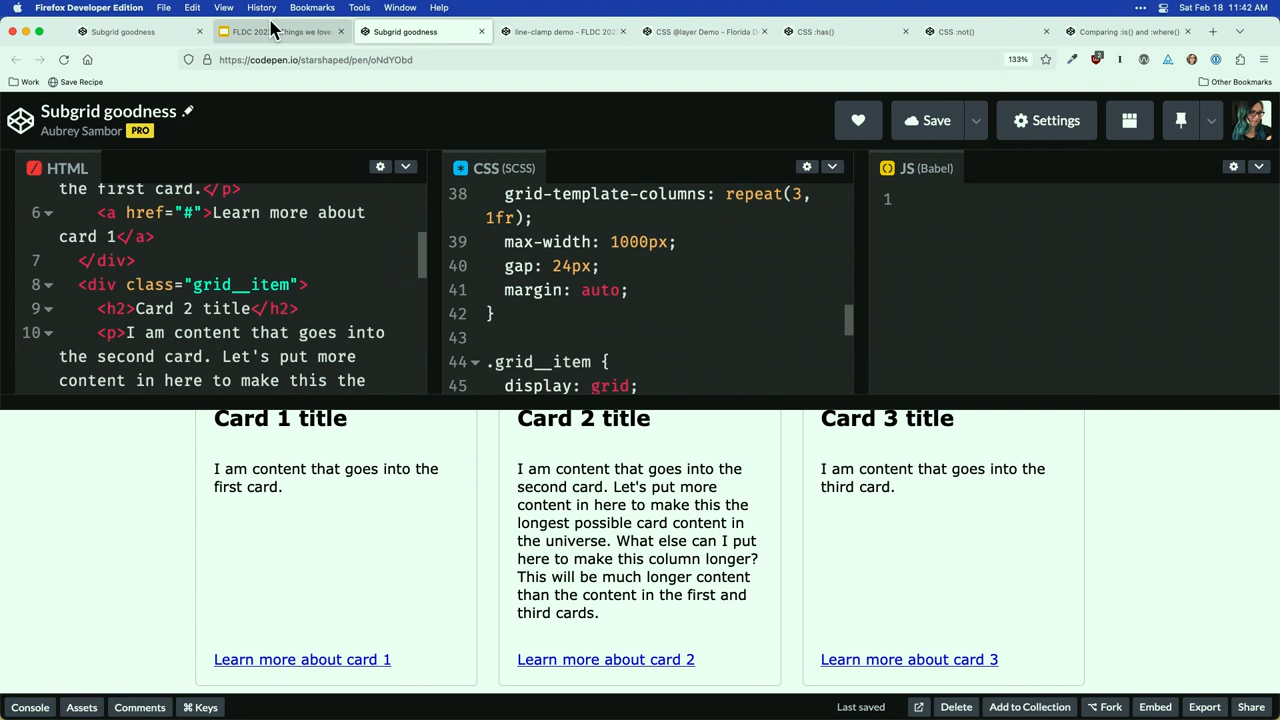 Firefox Developer Edition File Edit View History Bookmarks Tools Window Help
Sat Feb 18 11:42 AM
Subgrid goodness
Subgrid goodness
line-clamp demo - FLDC 202
CSS @layer Demo - Florida D
CSS :has()
CSS :not()
Comparing :is() and :where()
https://codepen.io/starshaped/pen/oNdYObd
133%
2
Work
Save Recipe
Other Bookmarks
Subgrid goodness
Aubrey Sambor PRO
Save
Settings
HTML
the first card.</p>
6 <a href="#">Learn more about
card 1</a>
7 </div>
8 <div class="grid__item">
9 <h2>Card 2 title</h2>
10 <p>I am content that goes into
the second card. Let's put more
content in here to make this the
CSS (SCSS)
38 grid-template-columns: repeat(3,
1fr);
39 max-width: 1000px;
40 gap: 24px;
41 margin: auto;
42 }
43
44 .grid__item {
45 display: grid;
JS (Babel)
1
Card 1 title
I am content that goes into the
first card.
Learn more about card 1
Card 2 title
I am content that goes into the
second card. Let's put more
content in here to make this the
longest possible card content in
the universe. What else can I put
here to make this column longer?
This will be much longer content
than the content in the first and
third cards.
Learn more about card 2
Card 3 title
I am content that goes into the
third card.
Learn more about card 3
Console
Assets
Comments
⌘ Keys
Last saved
Delete
Add to Collection
Fork
Embed
Export
Share